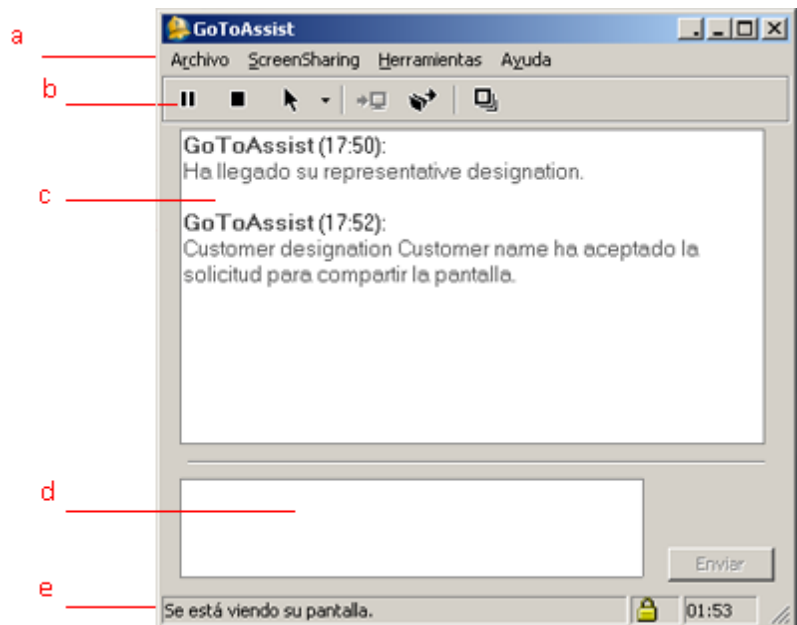 GoToAssist
a
Archivo ScreenSharing Herramientas Ayuda
b
GoToAssist (17:50):
Ha llegado su representative designation.
c
GoToAssist (17:52):
Customer designation Customer name ha aceptado la
solicitud para compartir la pantalla.
d
Enviar
e
Se está viendo su pantalla.
01:53